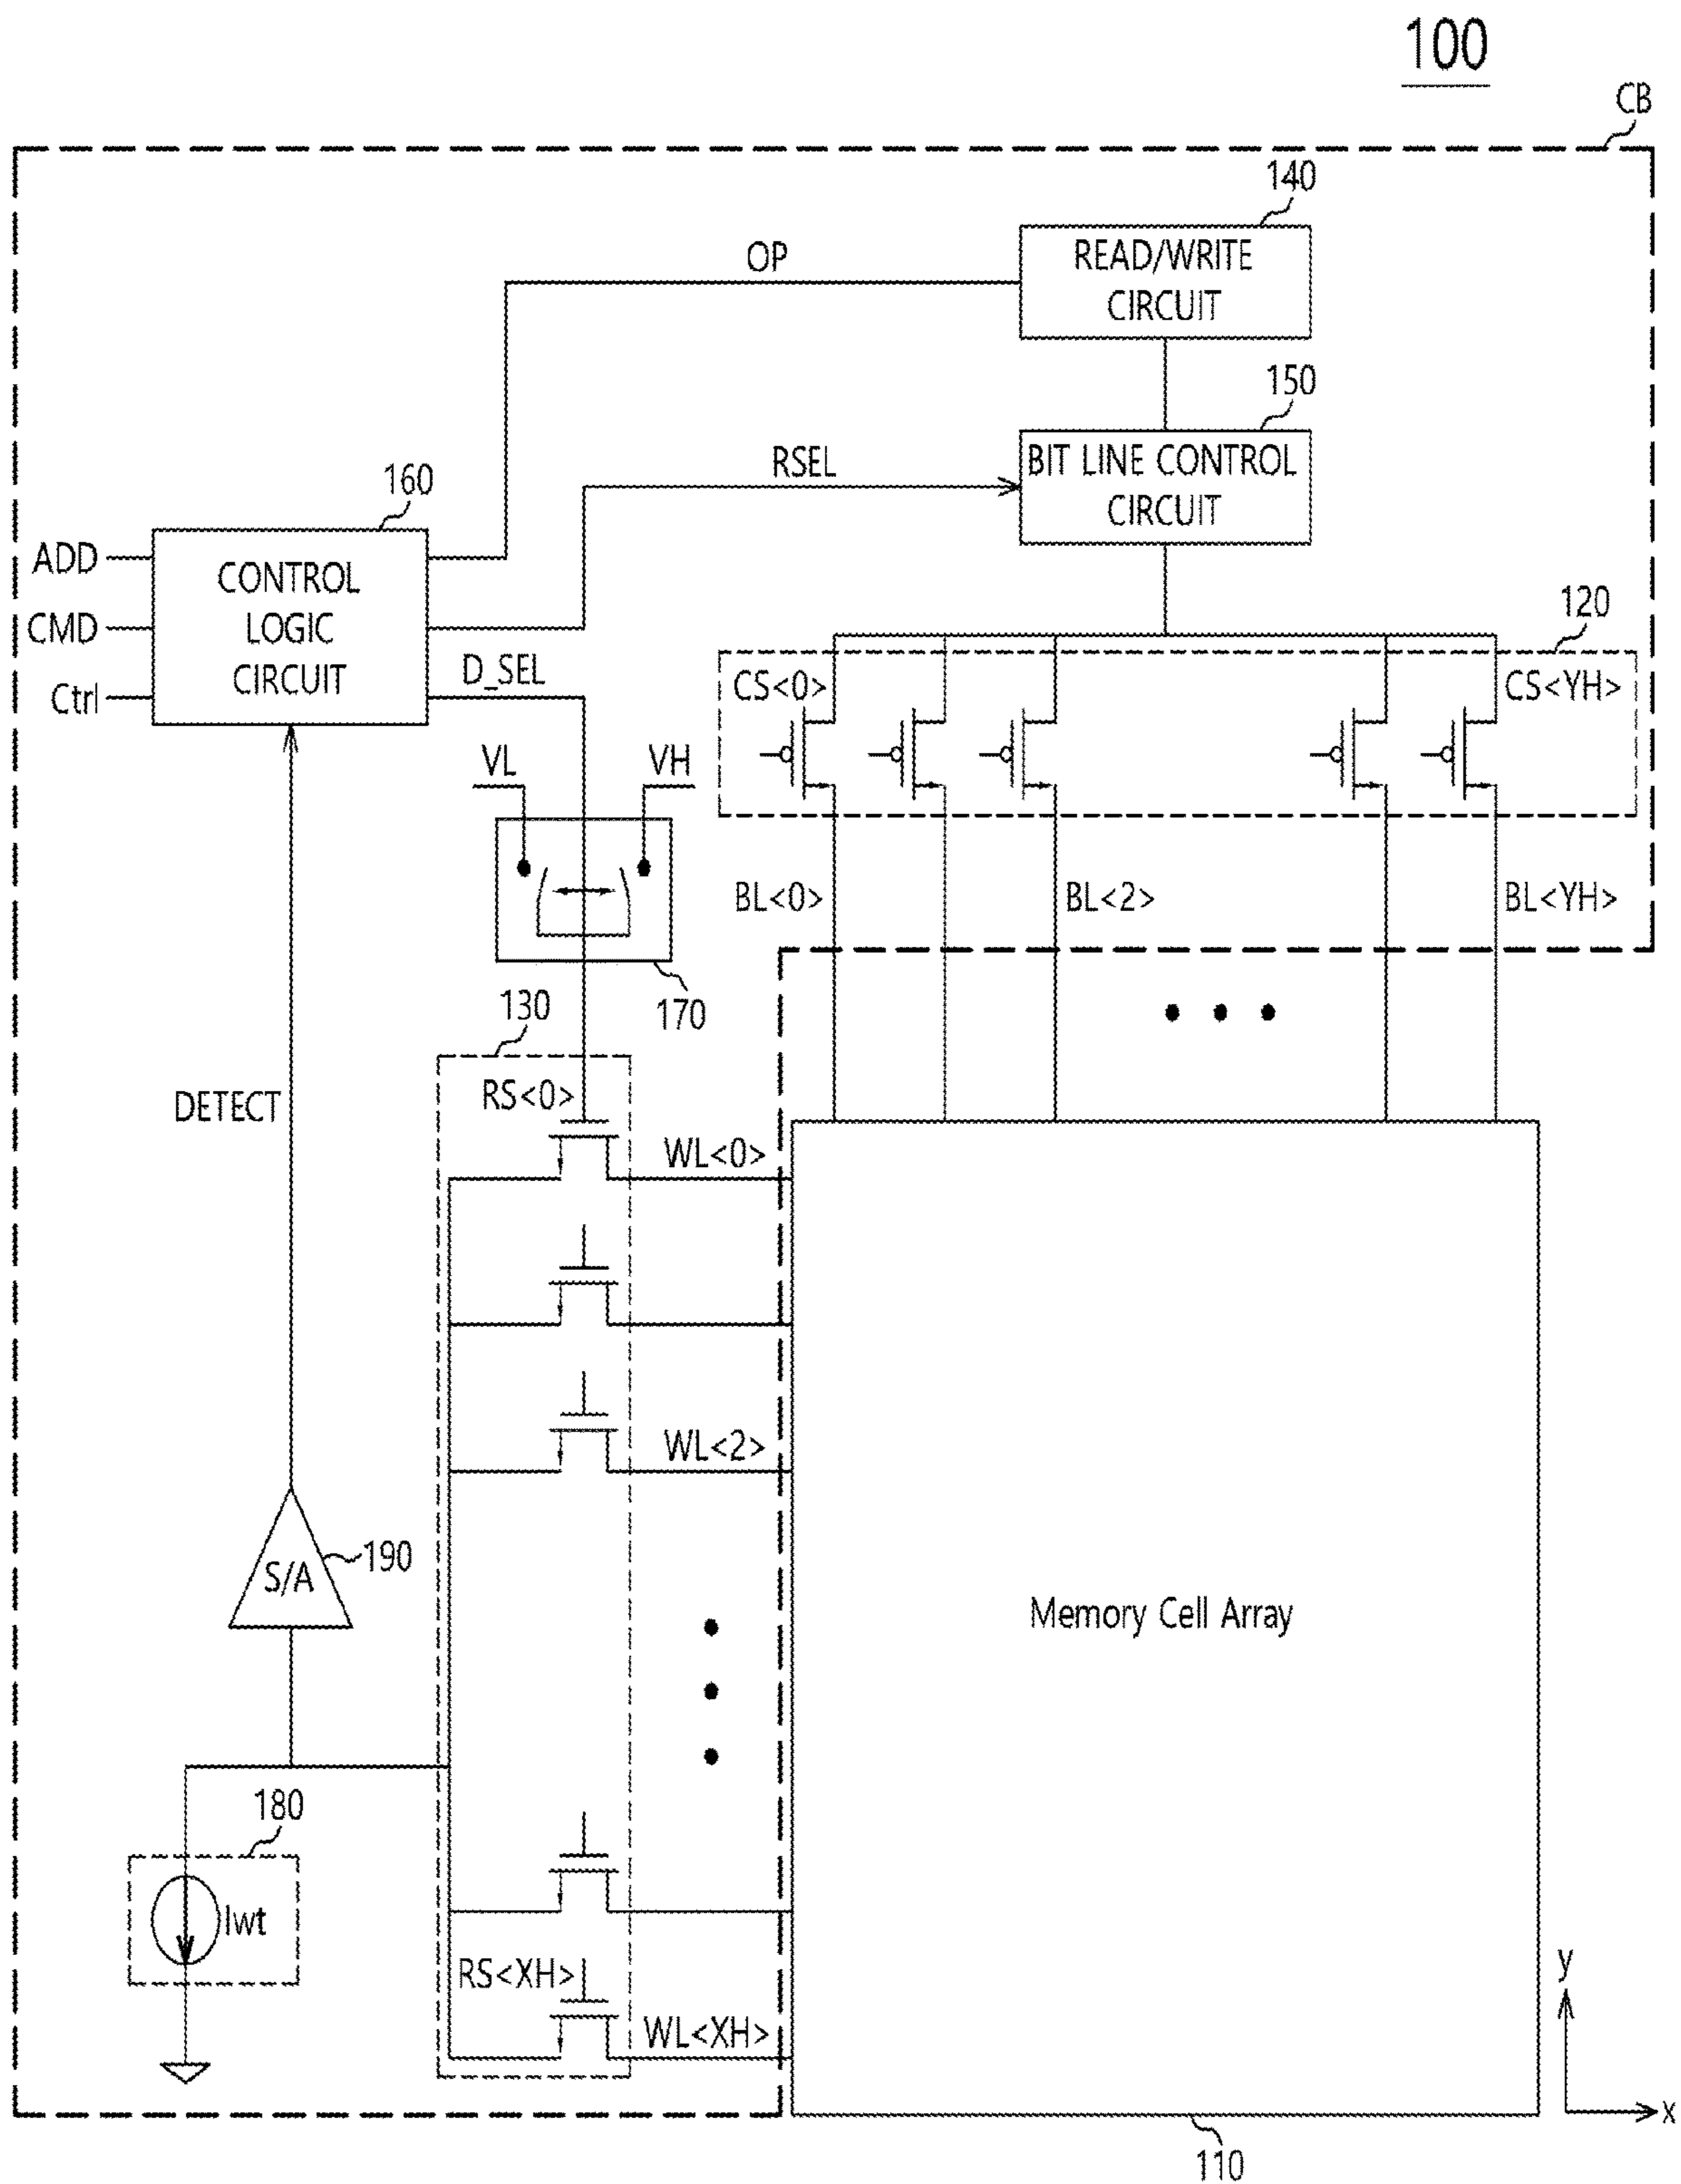 100
CB
140
OP
READ/WRITE
CIRCUIT
150
RSEL
BIT LINE CONTROL
CIRCUIT
160
ADD
CMD
Ctrl
CONTROL
LOGIC
CIRCUIT
D_SEL
120
CS<0>
CS<YH>
VL
VH
BL<0>
BL<2>
BL<YH>
170
130
RS<0>
DETECT
WL<0>
WL<2>
S/A
190
Memory Cell Array
180
Iwt
RS<XH>
WL<XH>
y
x
110